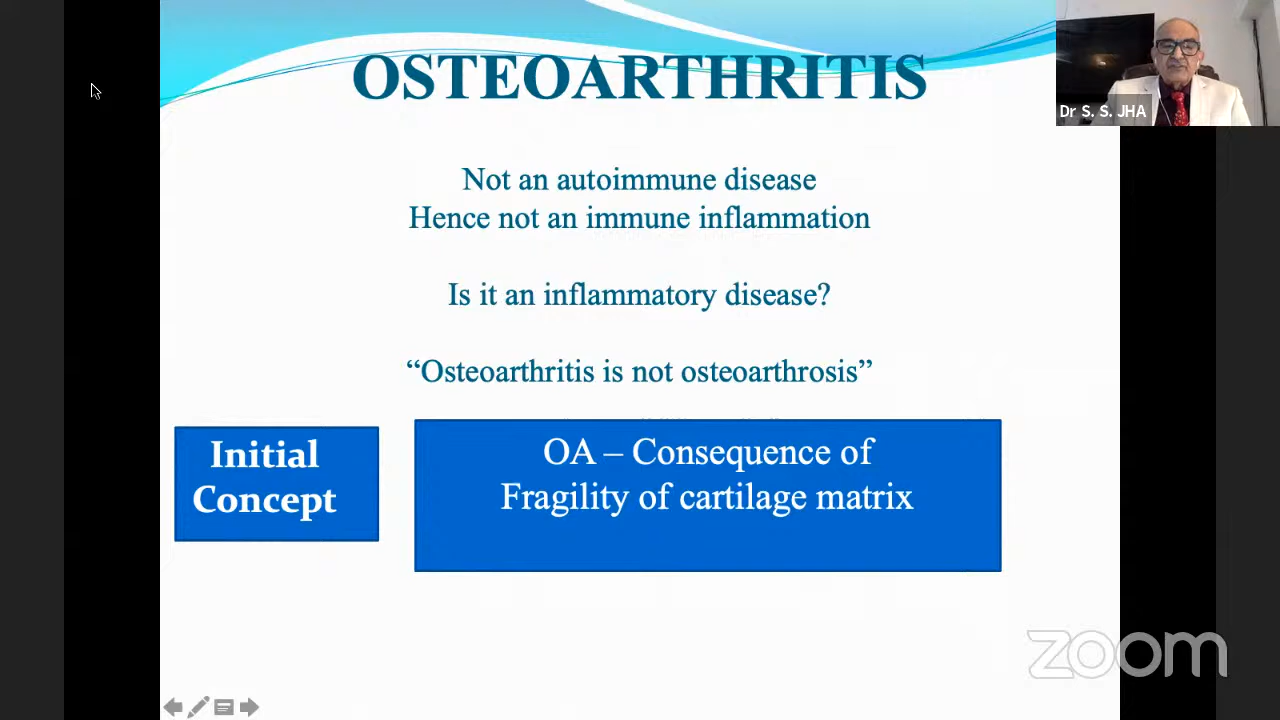 OSTEOARTHRITIS
Dr S. S. JHA
Not an autoimmune disease
Hence not an immune inflammation
Is it an inflammatory disease?
“Osteoarthritis is not osteoarthrosis”
Initial
Concept
OA – Consequence of
Fragility of cartilage matrix
zoom